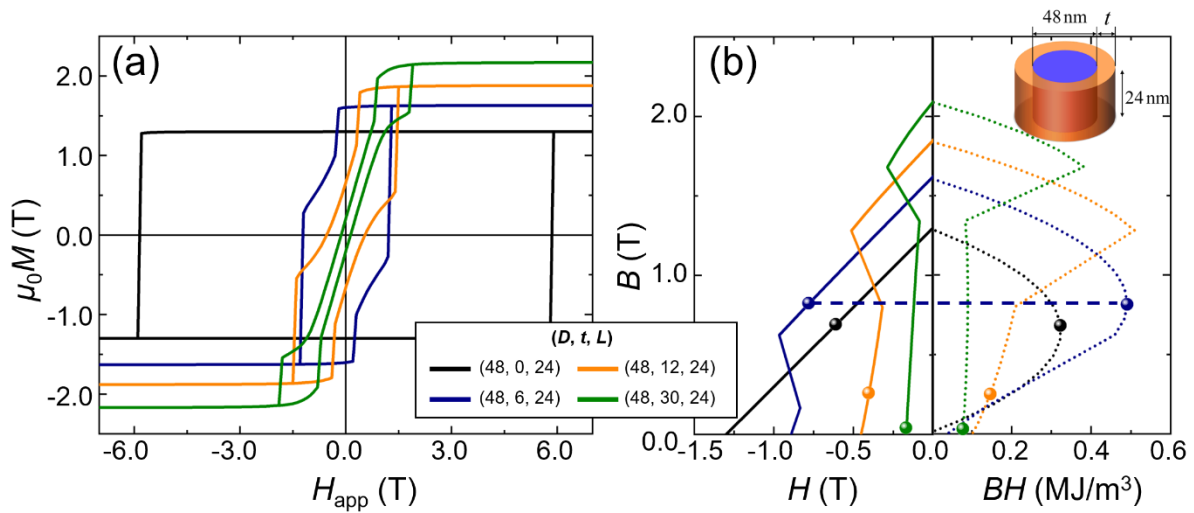 (a)
μ₀M (T)
2.0
1.0
0.0
-1.0
-2.0
-6.0 -3.0 0.0 3.0 6.0
H_app (T)
(D, t, L)
(48, 0, 24) (48, 12, 24)
(48, 6, 24) (48, 30, 24)
(b)
48 nm t
24 nm
B (T)
2.0
1.0
0.0
-1.5 -1.0 -0.5 0.0 0.2 0.4 0.6
H (T) BH (MJ/m³)